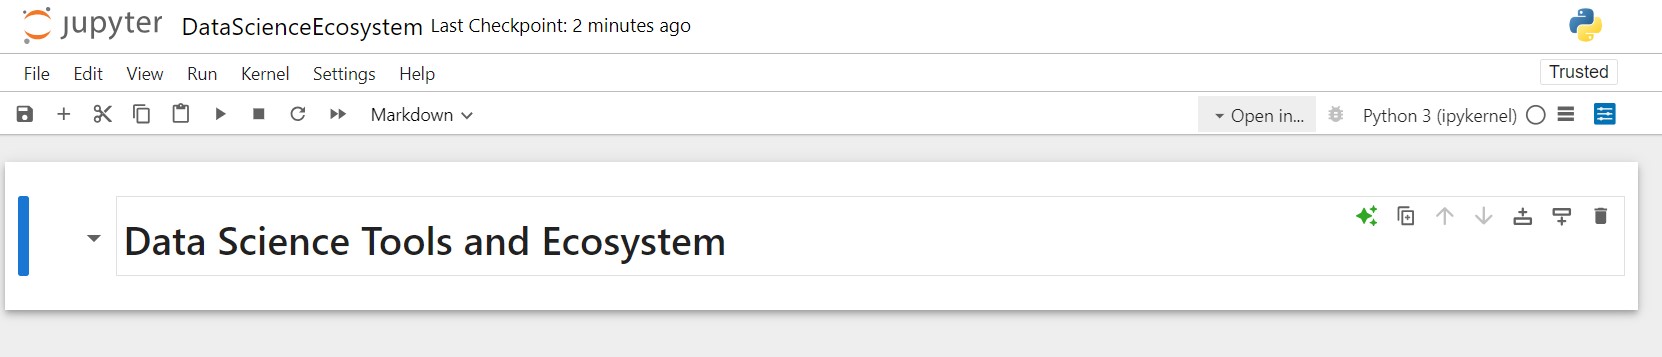 jupyter DataScienceEcosystem Last Checkpoint: 2 minutes ago
File Edit View Run Kernel Settings Help Trusted
Markdown Open in... Python 3 (ipykernel)
Data Science Tools and Ecosystem